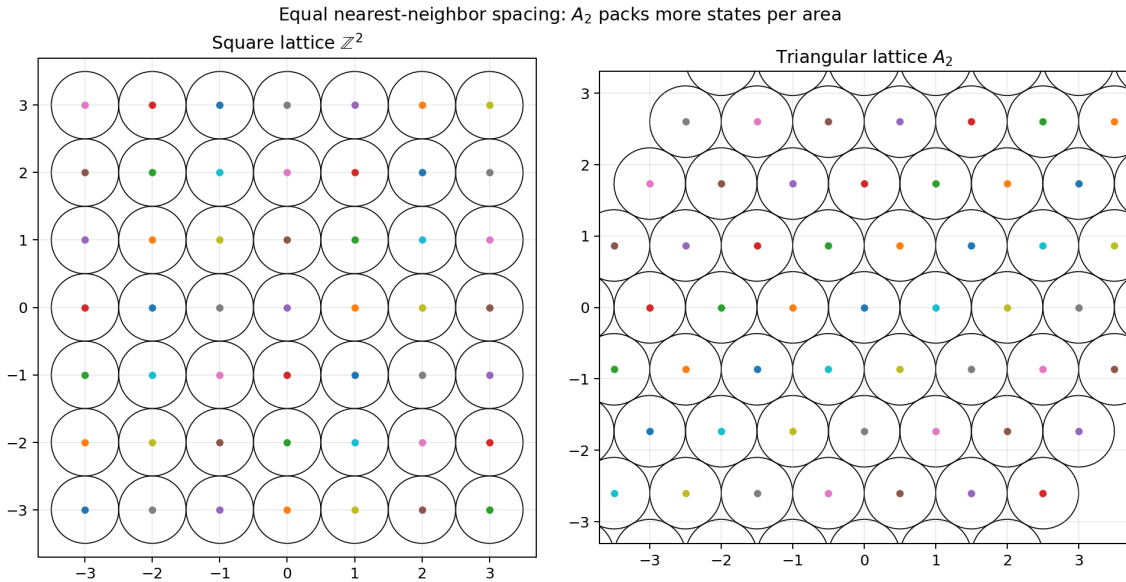 Equal nearest-neighbor spacing: A₂ packs more states per area
Square lattice ℤ²
3
2
1
0
−1
−2
−3
−3 −2 −1 0 1 2 3
Triangular lattice A₂
3
2
1
0
−1
−2
−3
−3 −2 −1 0 1 2 3